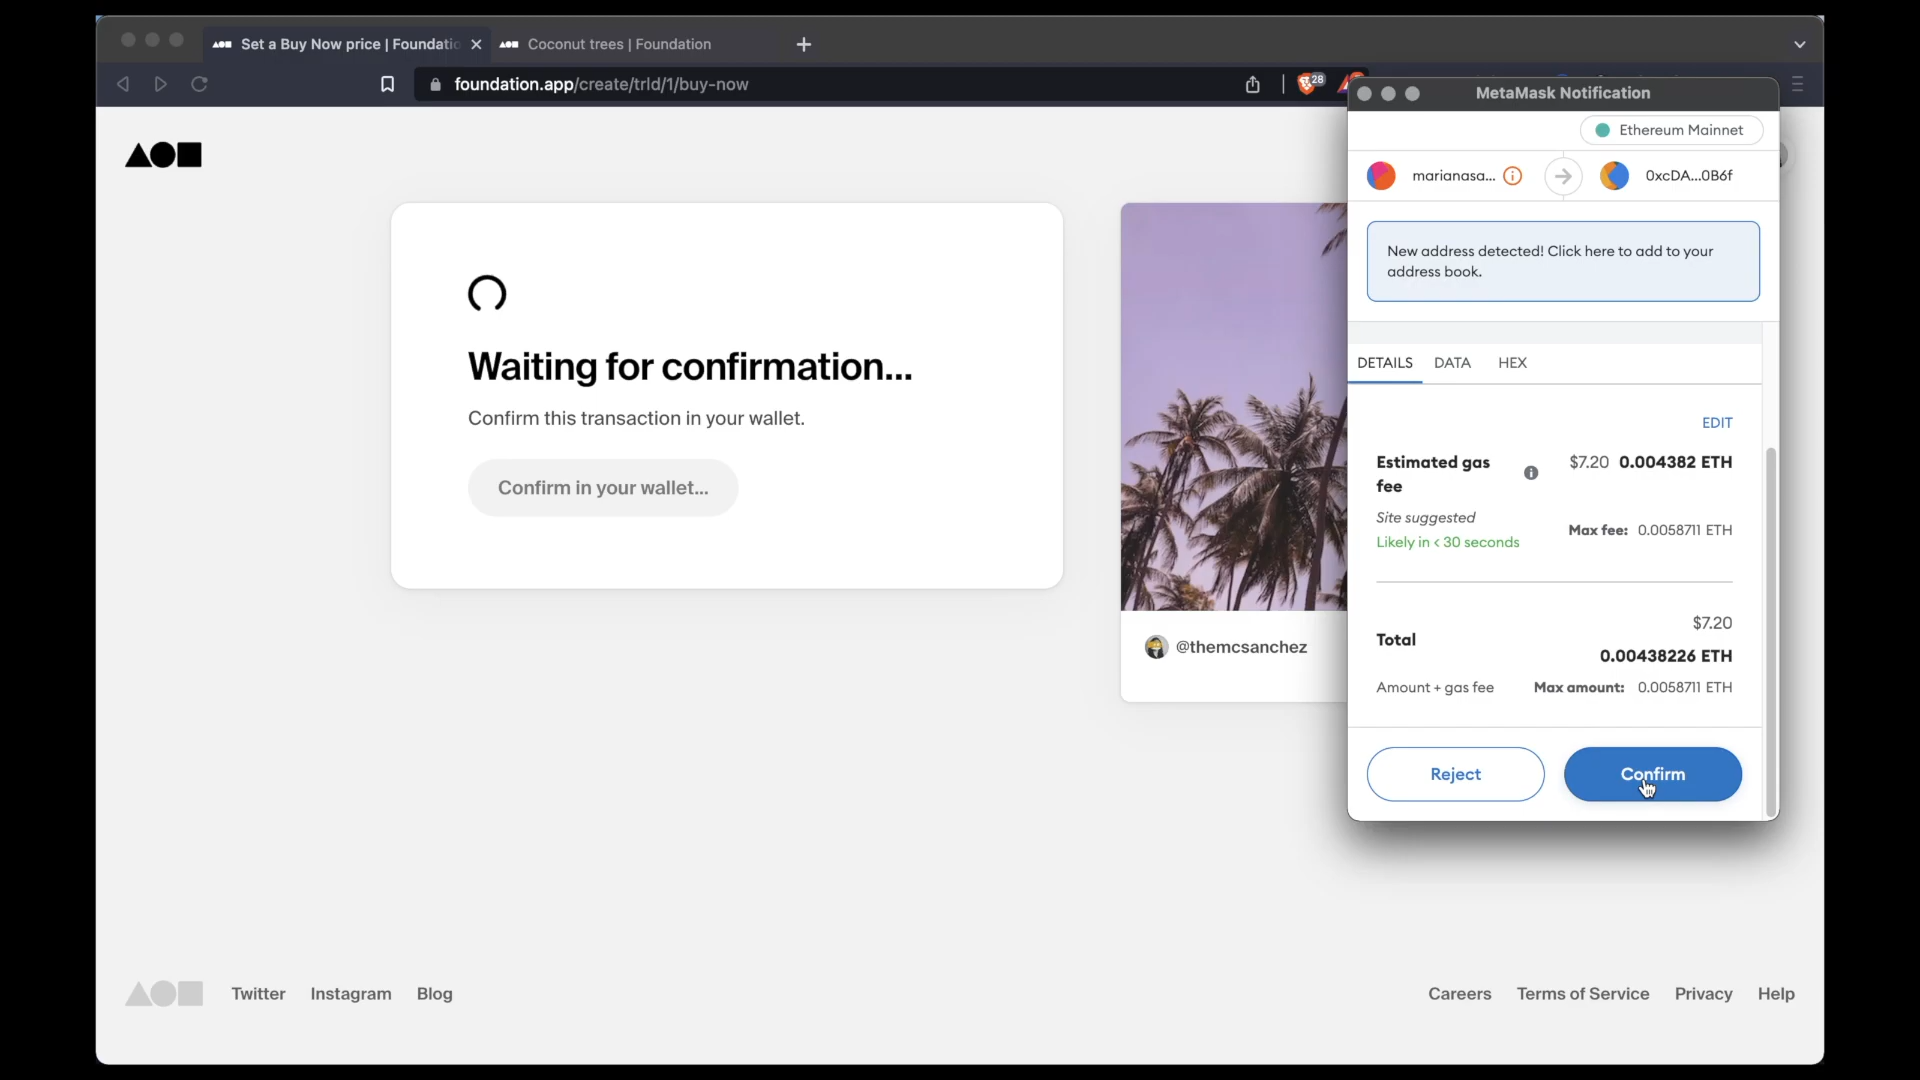 Set a Buy Now price | Foundatio
Coconut trees | Foundation
foundation.app/create/trld/1/buy-now
28
MetaMask Notification
Ethereum Mainnet
marianasa...
0xcDA...0B6f
New address detected! Click here to add to your
address book.
DETAILS DATA HEX
EDIT
Estimated gas
fee
$7.20 0.004382 ETH
Site suggested
Likely in < 30 seconds
Max fee: 0.0058711 ETH
$7.20
Total
0.00438226 ETH
Amount + gas fee
Max amount: 0.0058711 ETH
Reject
Confirm
Waiting for confirmation...
Confirm this transaction in your wallet.
Confirm in your wallet...
@themcsanchez
Twitter Instagram Blog
Careers Terms of Service Privacy Help